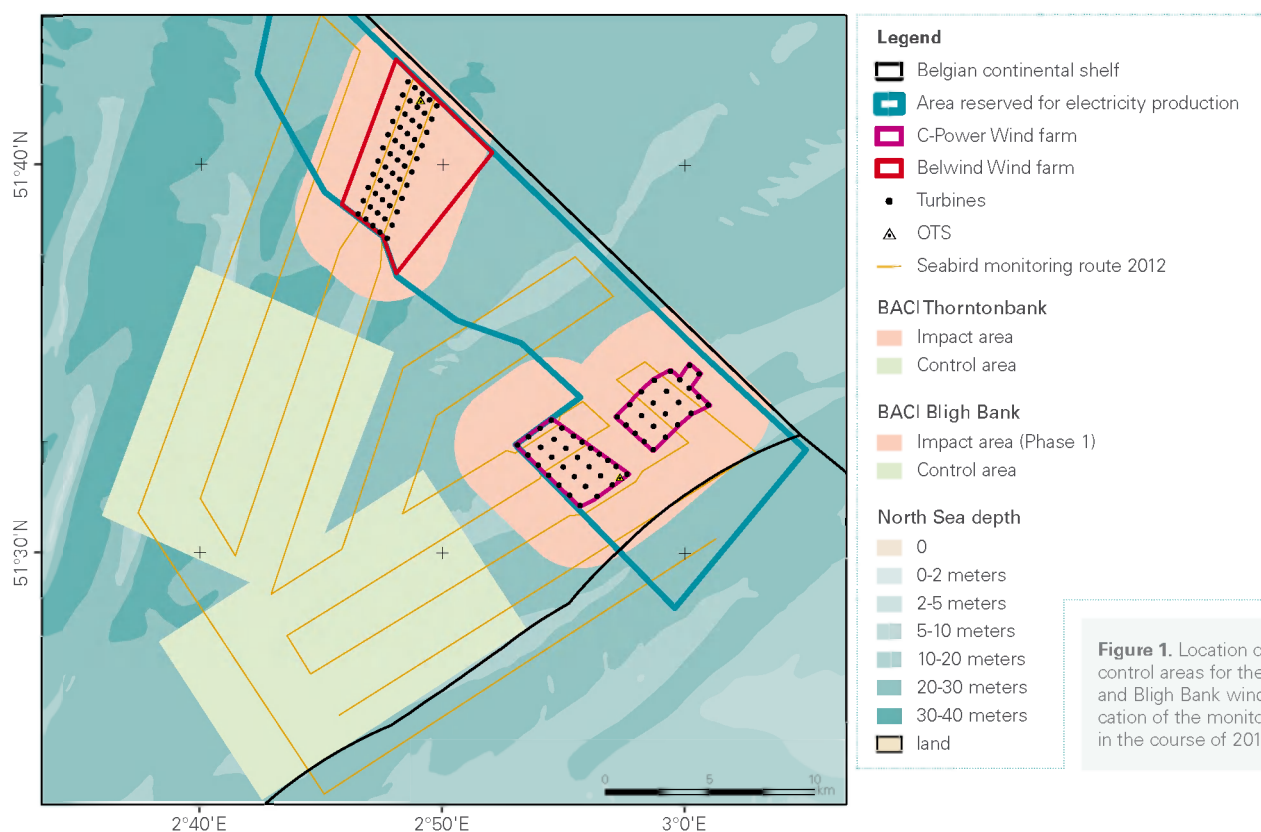 51°40'N
51°30'N
2°40'E
2°50'E
3°0'E
0 5 10
km
Legend
Belgian continental shelf
Area reserved for electricity production
C-Power Wind farm
Belwind Wind farm
Turbines
OTS
Seabird monitoring route 2012
BACI Thorntonbank
Impact area
Control area
BACI Bligh Bank
Impact area (Phase 1)
Control area
North Sea depth
0
0-2 meters
2-5 meters
5-10 meters
10-20 meters
20-30 meters
30-40 meters
land
Figure 1. Location
control areas for the
and Bligh Bank wind
cation of the monito
in the course of 201